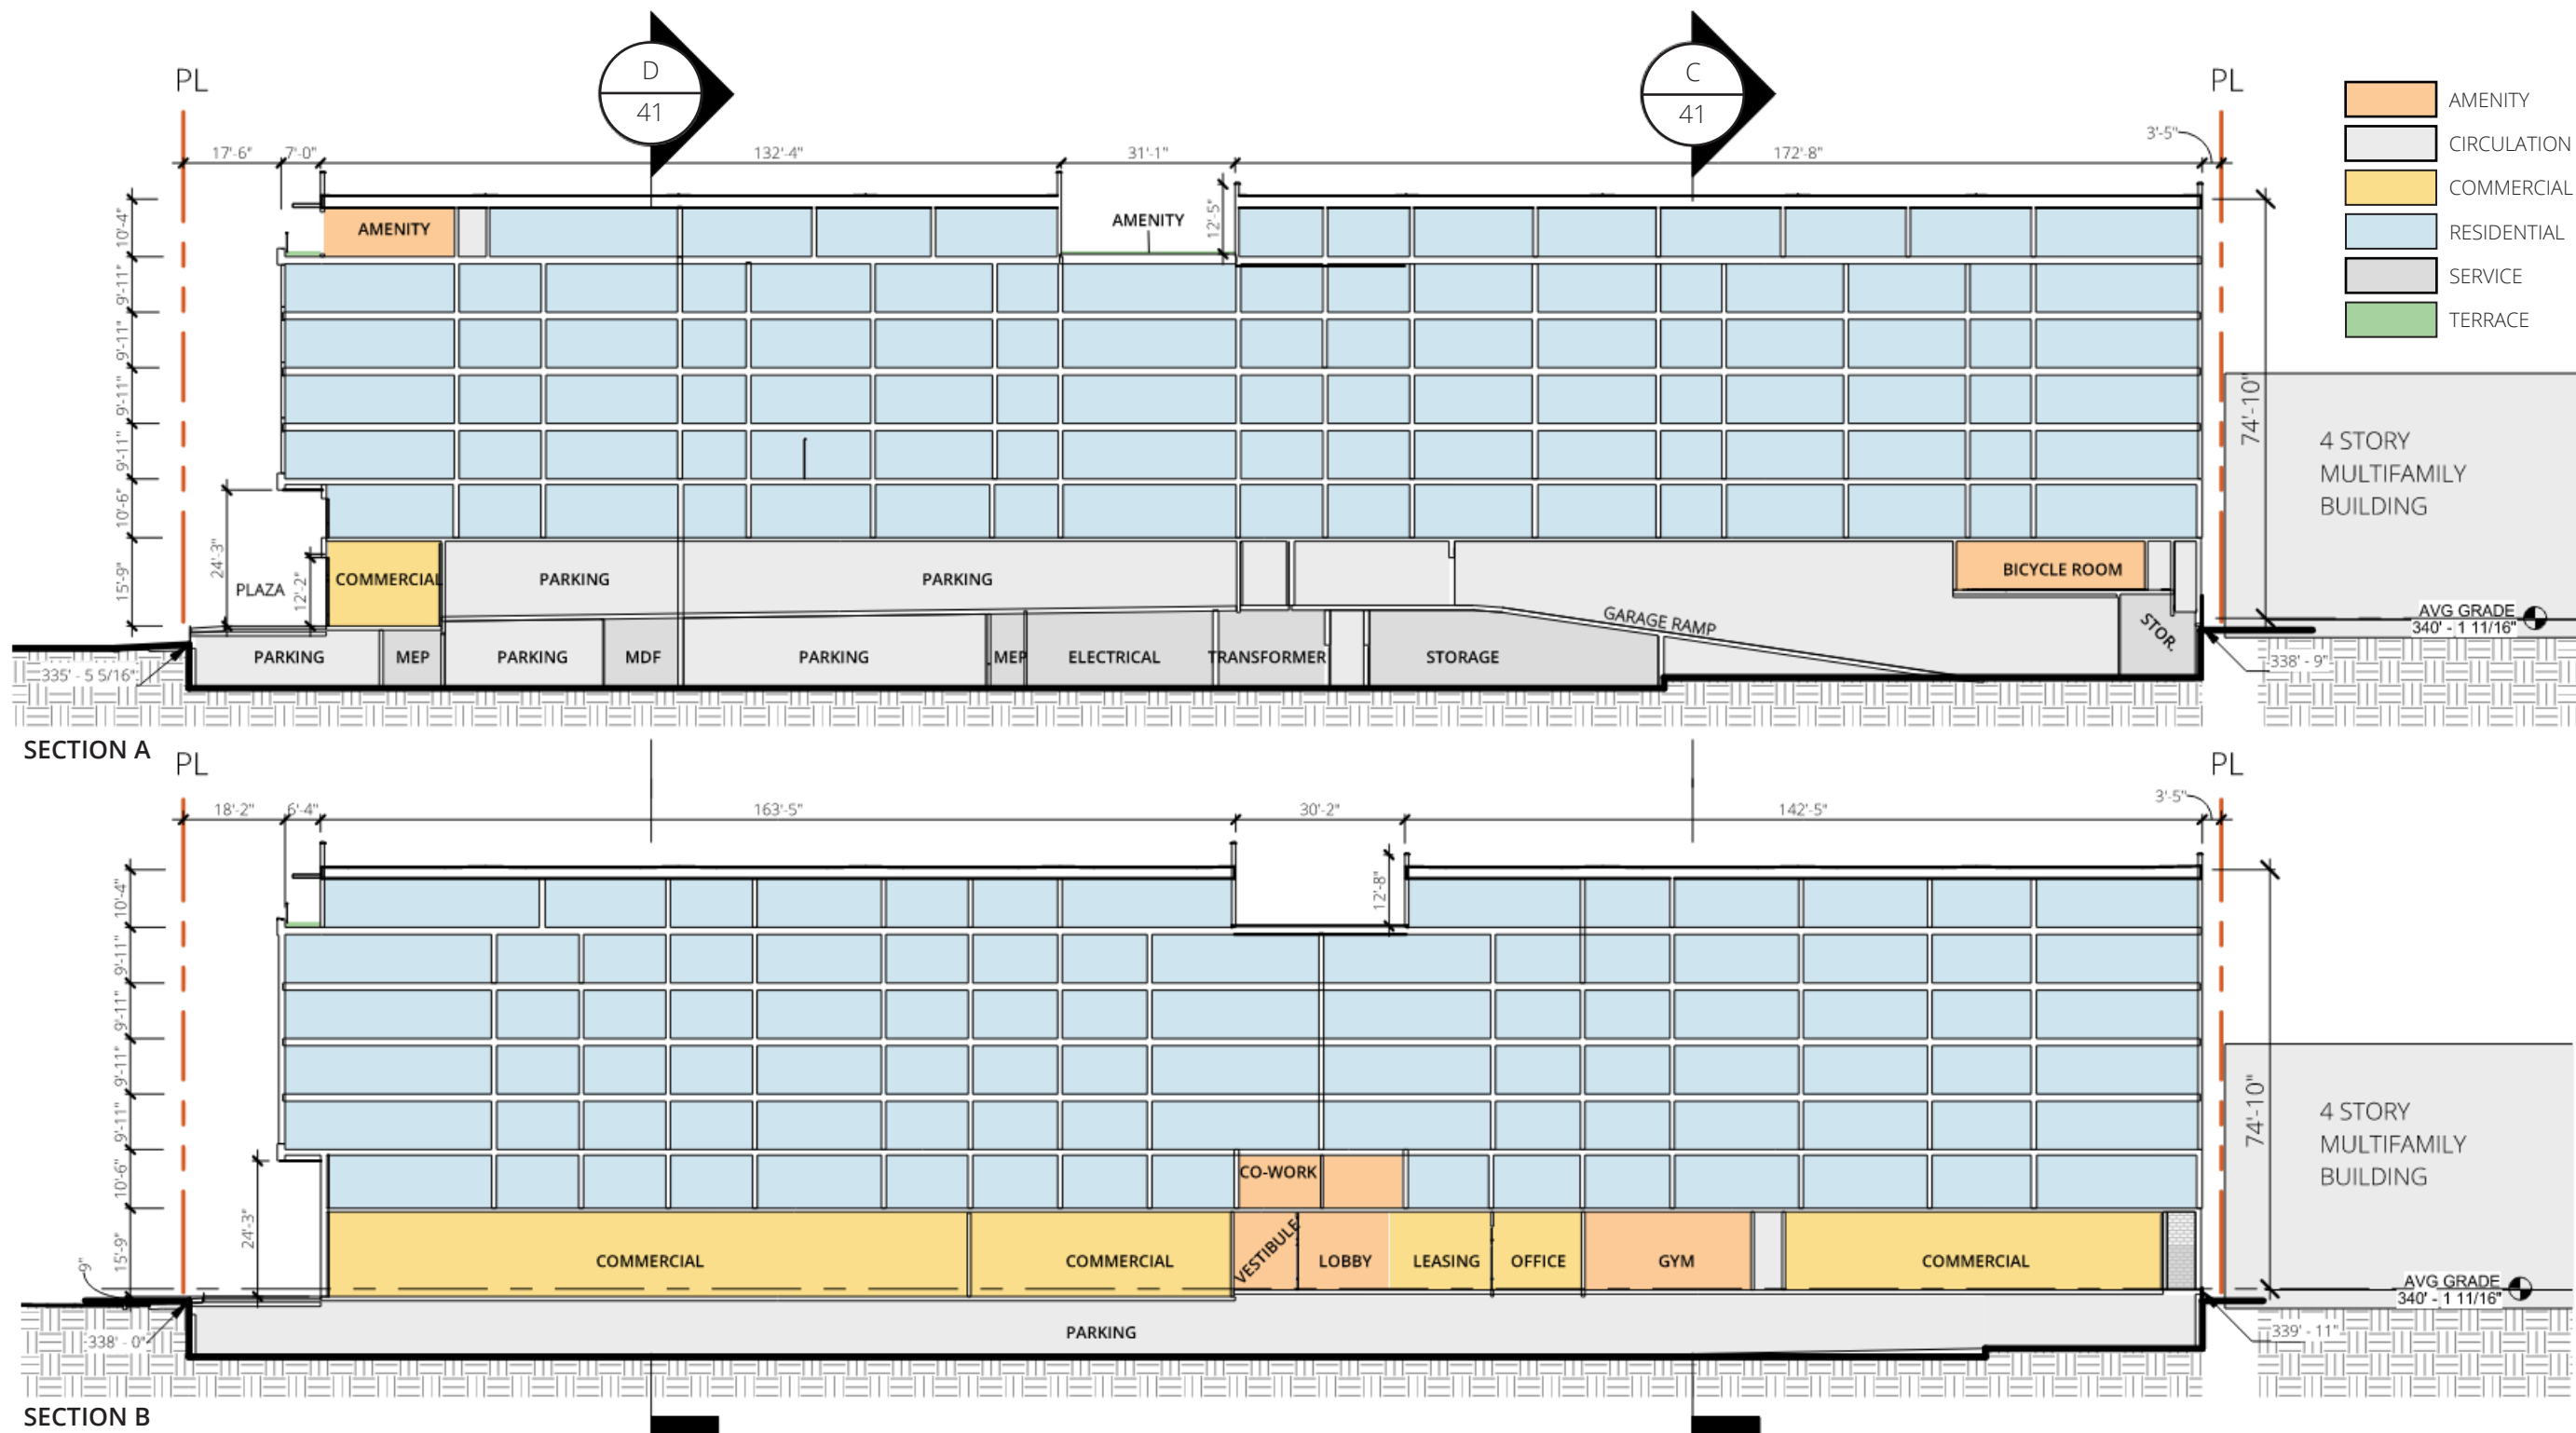 D
41
C
41
PL
PL
AMENITY
CIRCULATION
COMMERCIAL
RESIDENTIAL
SERVICE
TERRACE
17'-6"
7'-0"
132'-4"
31'-1"
172'-8"
3'-5"
10'-4"
9'-11"
9'-11"
9'-11"
9'-11"
10'-6"
15'-9"
24'-3"
12'-2"
12'-5"
74'-10"
AMENITY
AMENITY
4 STORY
MULTIFAMILY
BUILDING
PLAZA
COMMERCIAL
PARKING
PARKING
BICYCLE ROOM
GARAGE RAMP
STOR.
AVG GRADE
340' - 1 11/16"
335' - 5 5/16"
PARKING
MEP
PARKING
MDF
PARKING
MEP
ELECTRICAL
TRANSFORMER
STORAGE
338' - 9"
SECTION A
PL
PL
18'-2"
6'-4"
163'-5"
30'-2"
142'-5"
3'-5"
10'-4"
9'-11"
9'-11"
9'-11"
9'-11"
10'-6"
15'-9"
9"
24'-3"
12'-8"
74'-10"
4 STORY
MULTIFAMILY
BUILDING
CO-WORK
COMMERCIAL
COMMERCIAL
VESTIBULE
LOBBY
LEASING
OFFICE
GYM
COMMERCIAL
AVG GRADE
340' - 1 11/16"
338' - 0"
PARKING
339' - 11"
SECTION B